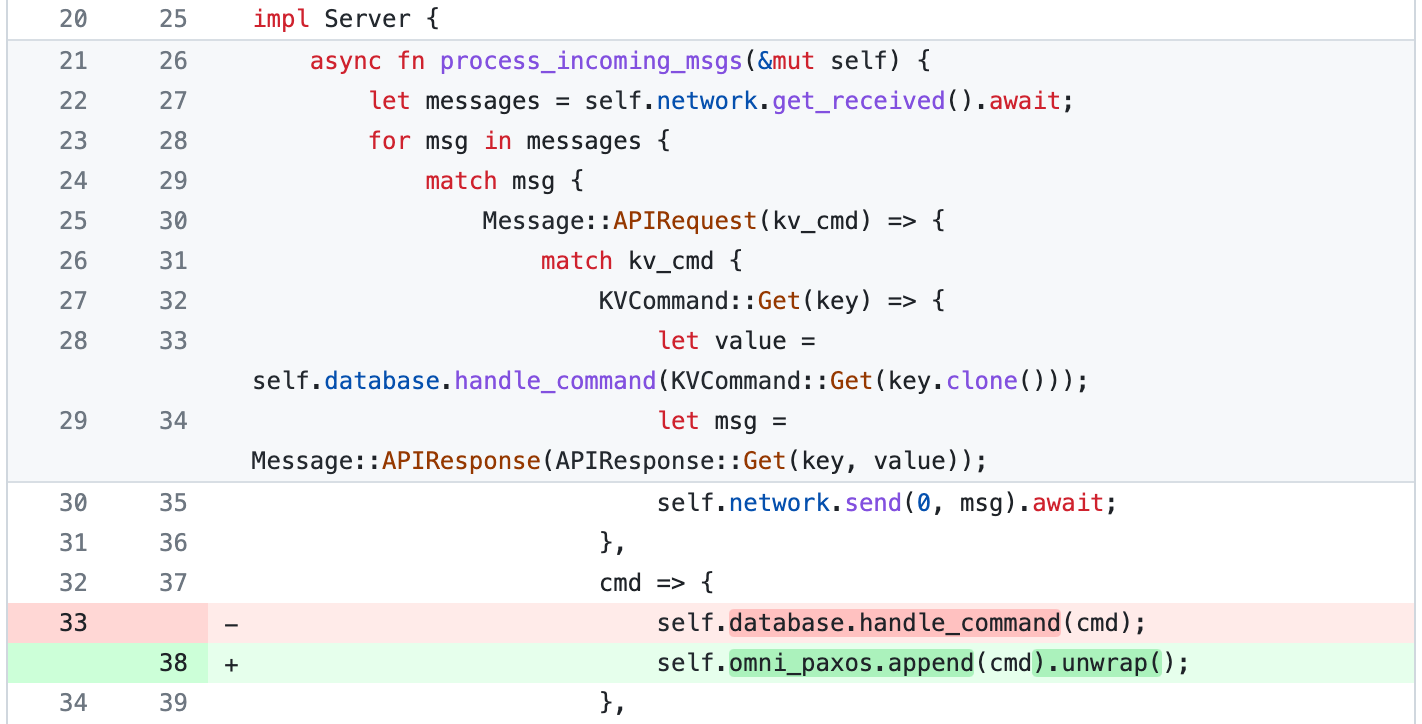 20 25 impl Server {
21 26 async fn process_incoming_msgs(&mut self) {
22 27 let messages = self.network.get_received().await;
23 28 for msg in messages {
24 29 match msg {
25 30 Message::APIRequest(kv_cmd) => {
26 31 match kv_cmd {
27 32 KVCommand::Get(key) => {
28 33 let value =
self.database.handle_command(KVCommand::Get(key.clone()));
29 34 let msg =
Message::APIResponse(APIResponse::Get(key, value));
30 35 self.network.send(0, msg).await;
31 36 },
32 37 cmd => {
33 - self.database.handle_command(cmd);
38 + self.omni_paxos.append(cmd).unwrap();
34 39 },